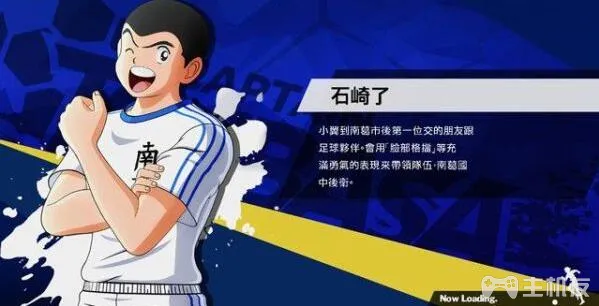 石崎了
小翼到南葛市後第一位交的朋友跟
足球夥伴。會用「臉部格擋」等充
滿勇氣的表現來帶領隊伍,南葛國
中後衛。
南
Now Loading.
主机友